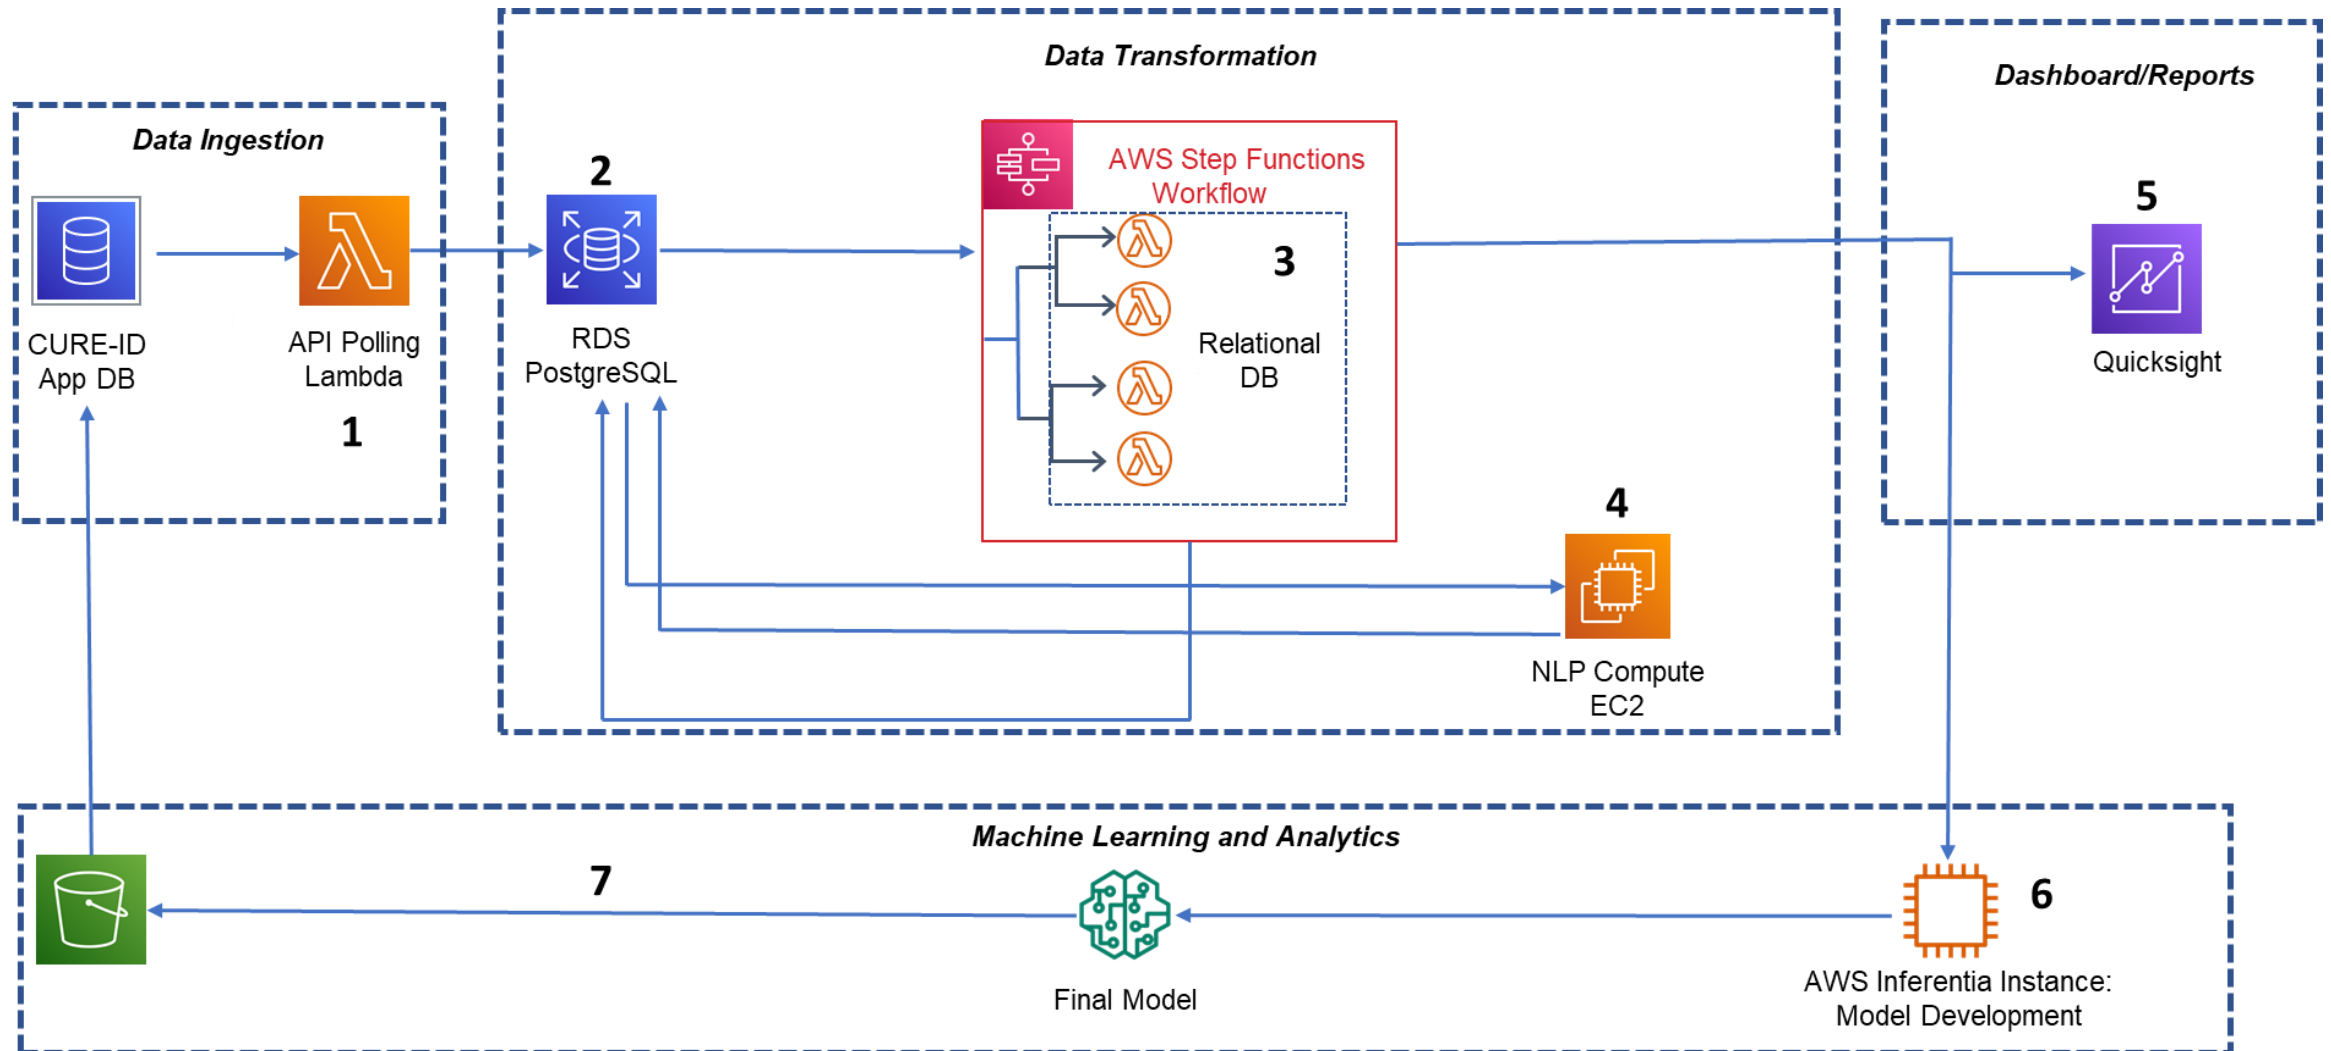 Data Ingestion
CURE-ID
App DB
API Polling
Lambda
1
Data Transformation
2
RDS
PostgreSQL
AWS Step Functions
Workflow
3
Relational
DB
4
NLP Compute
EC2
Dashboard/Reports
5
Quicksight
Machine Learning and Analytics
7
Final Model
6
AWS Inferentia Instance:
Model Development